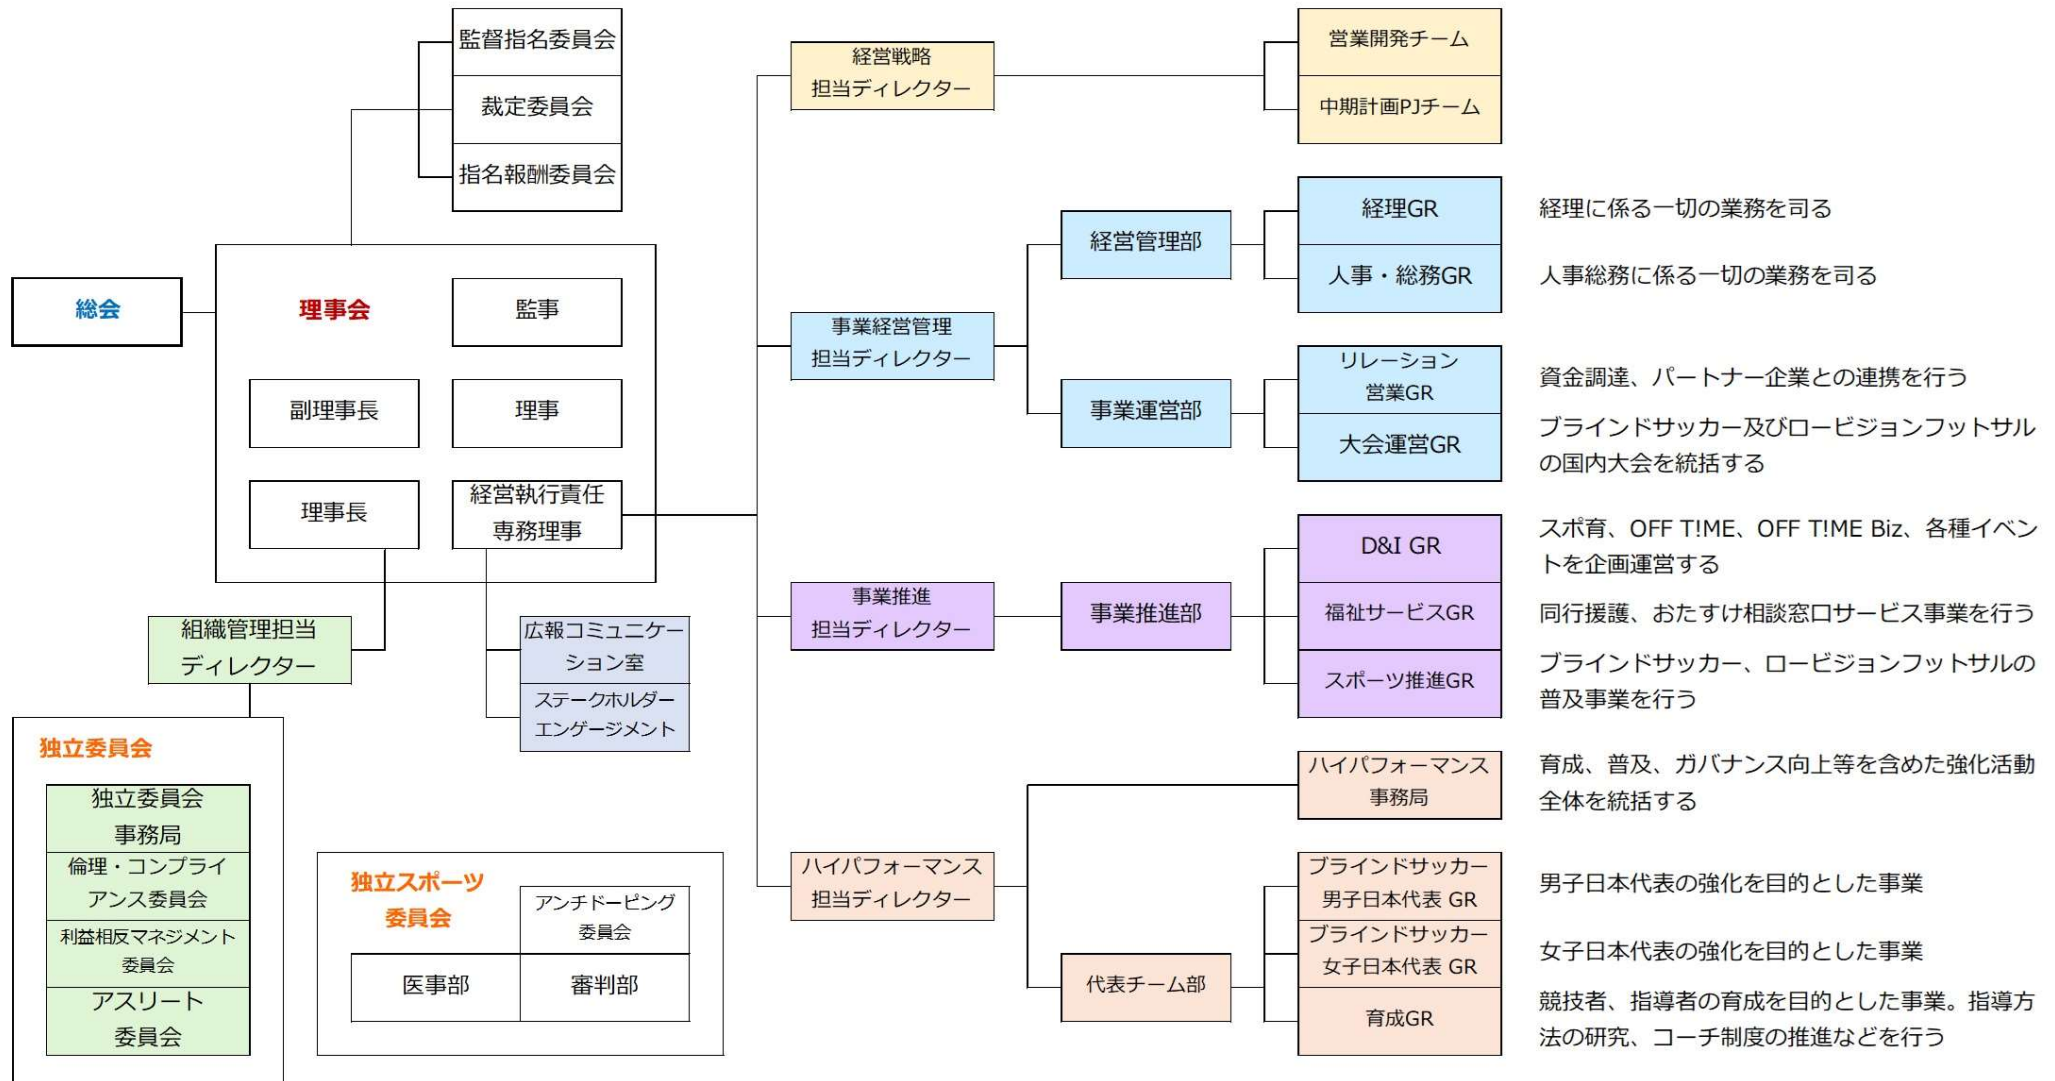 監督指名委員会
裁定委員会
指名報酬委員会
総会
理事会
監事
副理事長
理事
理事長
経営執行責任
専務理事
組織管理担当
ディレクター
広報コミュニケー
ション室
ステークホルダー
エンゲージメント
独立委員会
独立委員会
事務局
倫理・コンプライ
アンス委員会
利益相反マネジメント
委員会
アスリート
委員会
独立スポーツ
委員会
アンチドーピング
委員会
医事部
審判部
経営戦略
担当ディレクター
営業開発チーム
中期計画PJチーム
事業経営管理
担当ディレクター
経営管理部
経理GR
経理に係る一切の業務を司る
人事・総務GR
人事総務に係る一切の業務を司る
事業運営部
リレーション
営業GR
資金調達、パートナー企業との連携を行う
大会運営GR
ブラインドサッカー及びロービジョンフットサル
の国内大会を統括する
事業推進
担当ディレクター
事業推進部
D&I GR
スポ育、OFF T!ME、OFF T!ME Biz、各種イベン
トを企画運営する
福祉サービスGR
同行援護、おたすけ相談窓口サービス事業を行う
スポーツ推進GR
ブラインドサッカー、ロービジョンフットサルの
普及事業を行う
ハイパフォーマンス
担当ディレクター
ハイパフォーマンス
事務局
育成、普及、ガバナンス向上等を含めた強化活動
全体を統括する
代表チーム部
ブラインドサッカー
男子日本代表 GR
男子日本代表の強化を目的とした事業
ブラインドサッカー
女子日本代表 GR
女子日本代表の強化を目的とした事業
育成GR
競技者、指導者の育成を目的とした事業。指導方
法の研究、コーチ制度の推進などを行う